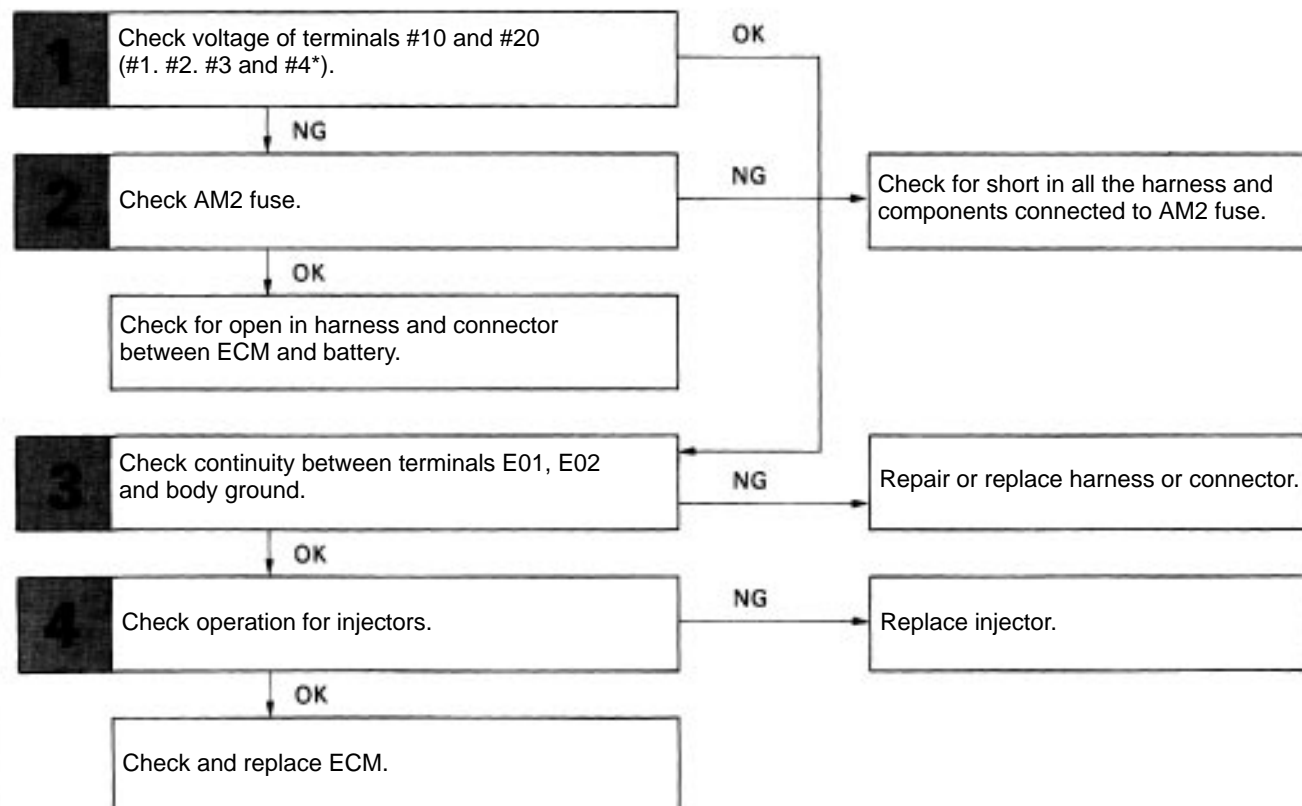 1
Check voltage of terminals #10 and #20
(#1. #2. #3 and #4*).
OK
NG
2
Check AM2 fuse.
NG
Check for short in all the harness and
components connected to AM2 fuse.
OK
Check for open in harness and connector
between ECM and battery.
3
Check continuity between terminals E01, E02
and body ground.
NG
Repair or replace harness or connector.
OK
4
Check operation for injectors.
NG
Replace injector.
OK
Check and replace ECM.